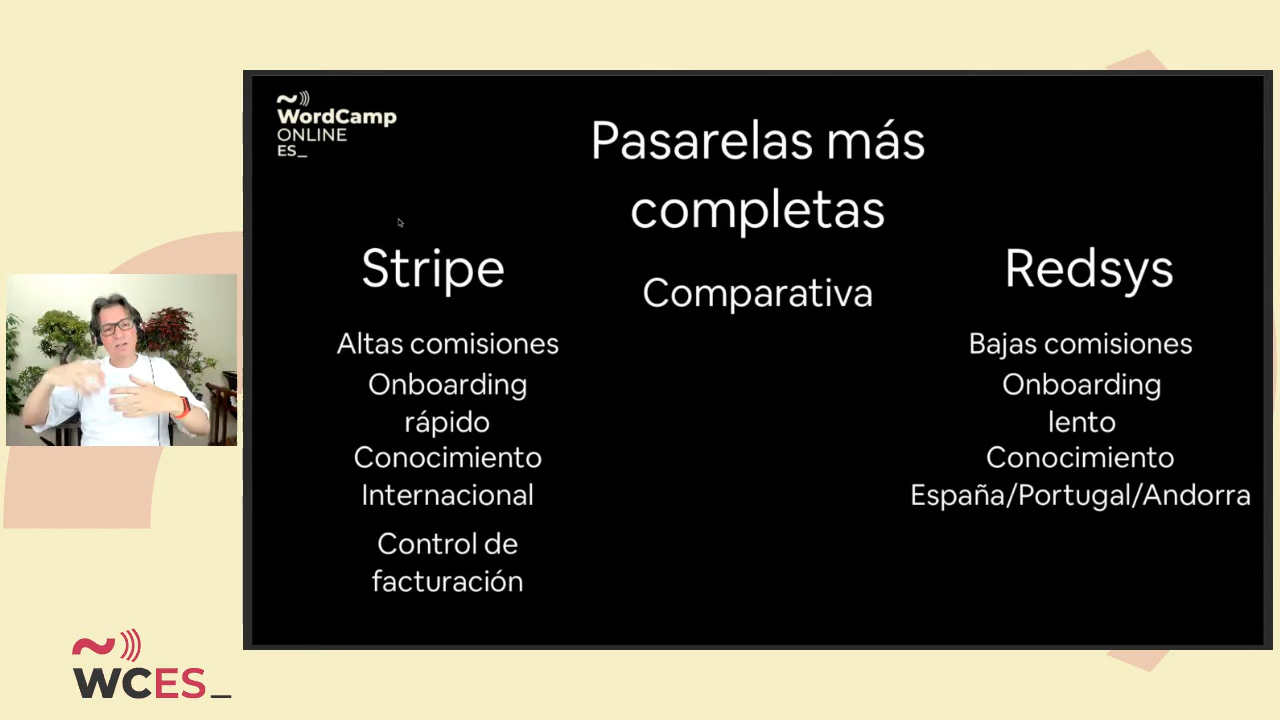 WordCamp
ONLINE
ES_
Pasarelas más
completas
Comparativa
Stripe
Altas comisiones
Onboarding
rápido
Conocimiento
Internacional
Control de
facturación
Redsys
Bajas comisiones
Onboarding
lento
Conocimiento
España/Portugal/Andorra
WCES_